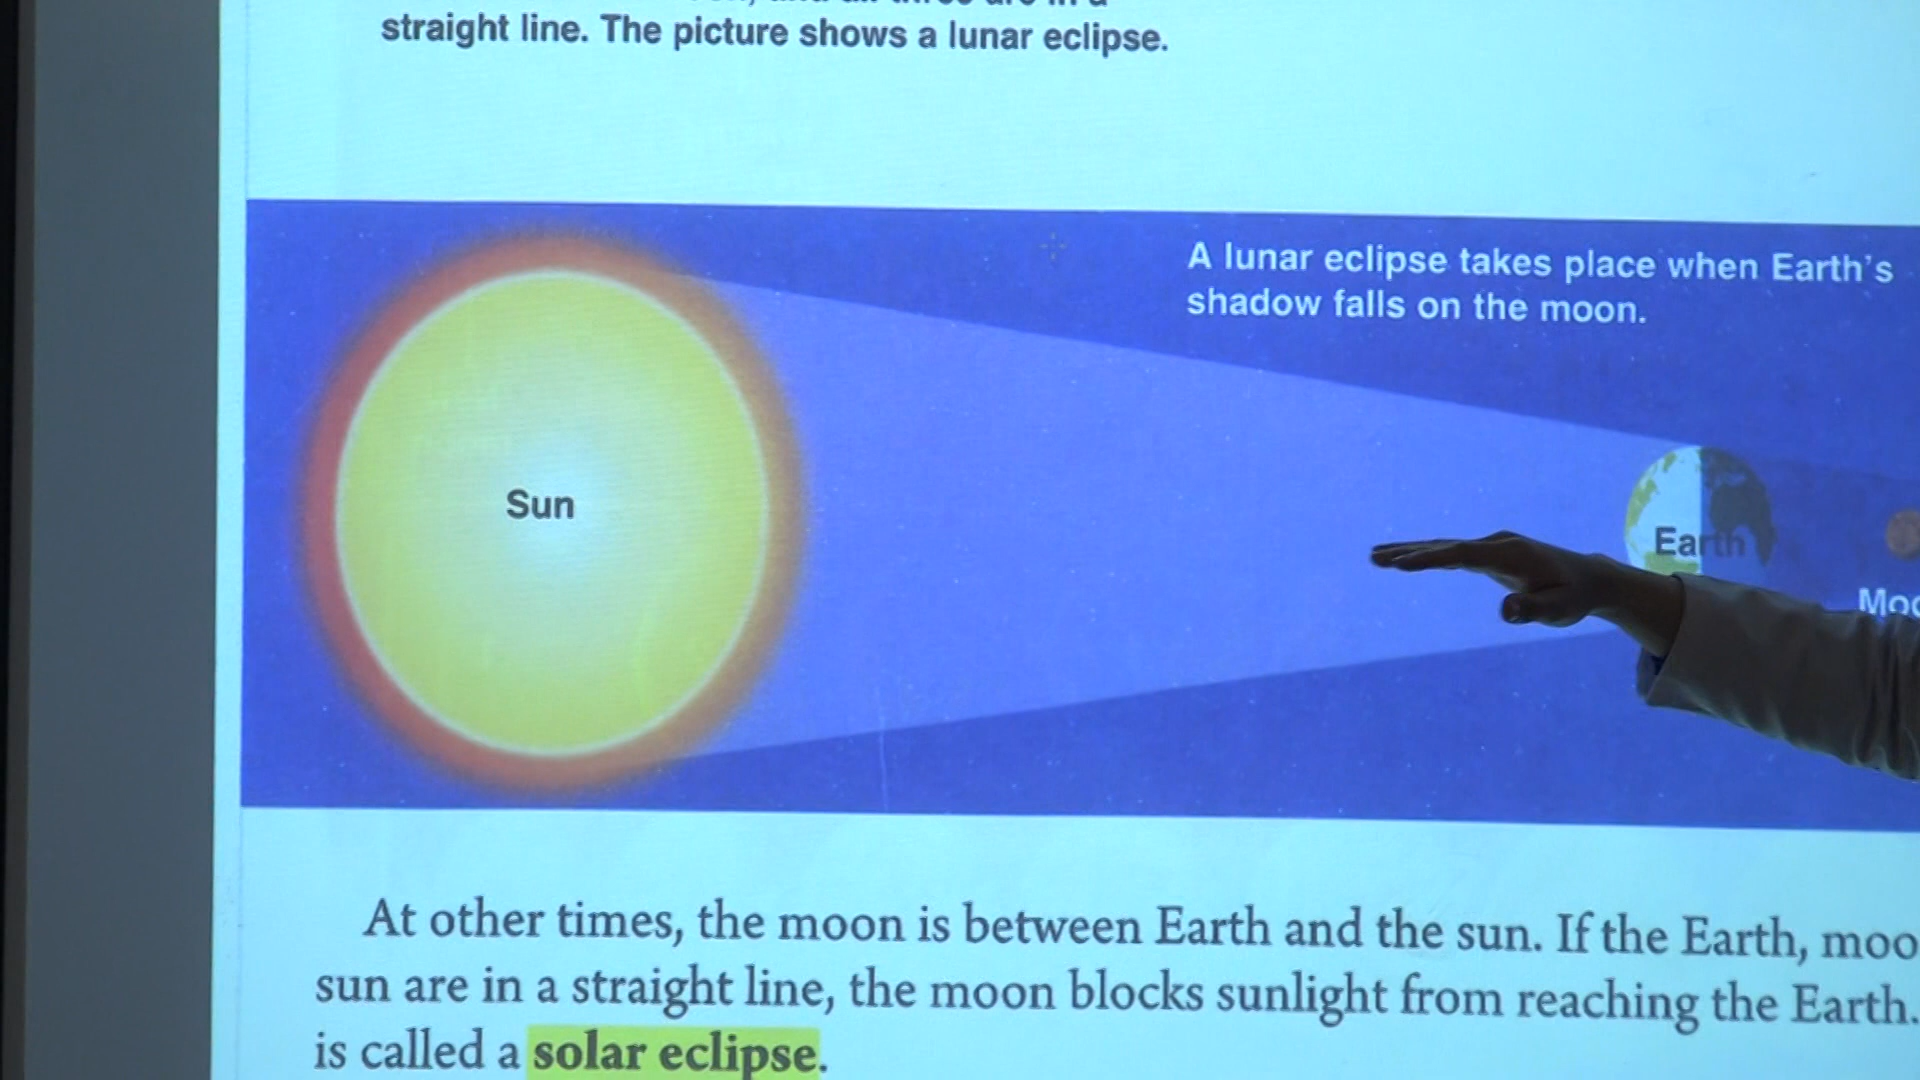 straight line. The picture shows a lunar eclipse.
A lunar eclipse takes place when Earth's
shadow falls on the moon.
Sun
Earth
Moo
At other times, the moon is between Earth and the sun. If the Earth, moo
sun are in a straight line, the moon blocks sunlight from reaching the Earth.
is called a solar eclipse.